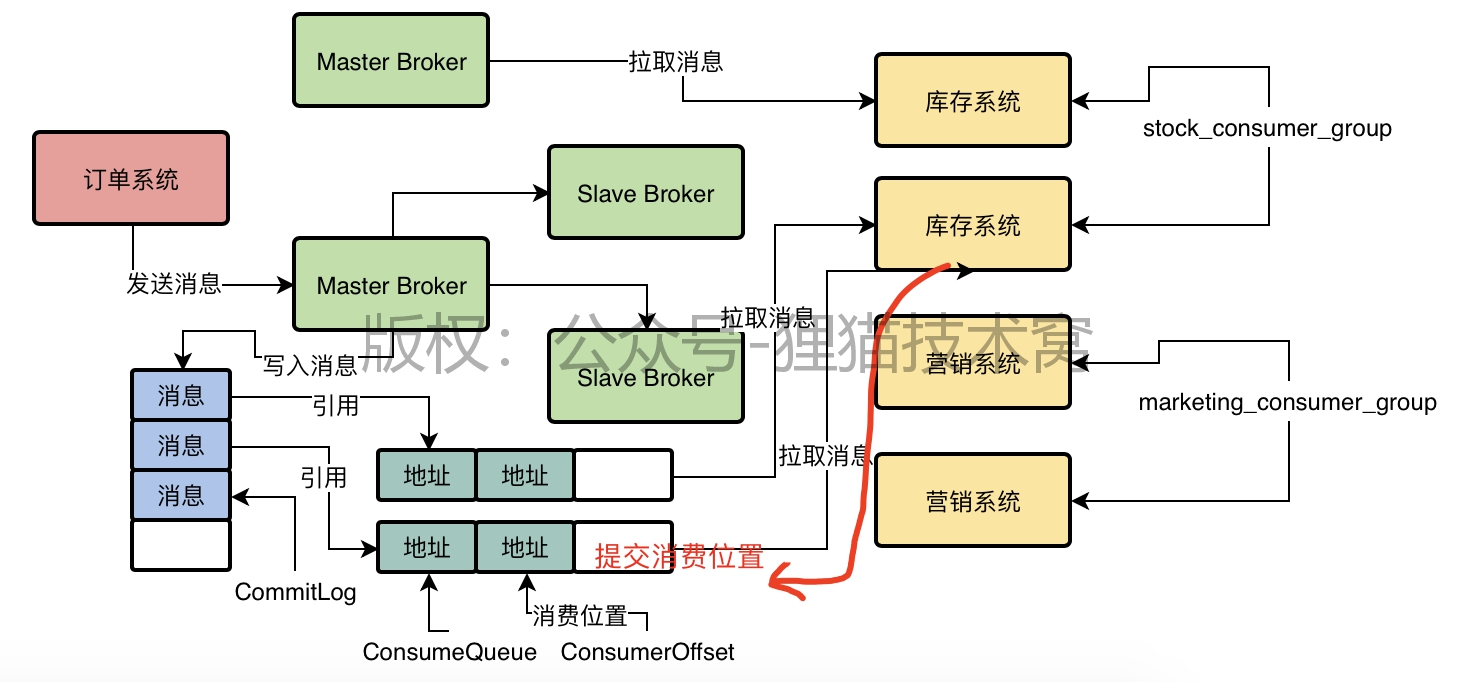 Master Broker
拉取消息
库存系统
stock_consumer_group
订单系统
Slave Broker
库存系统
发送消息
Master Broker
拉取消息
版权：公众号-狸猫技术窝
写入消息
Slave Broker
营销系统
消息
引用
marketing_consumer_group
消息
引用
地址
地址
拉取消息
消息
营销系统
地址
地址
提交消费位置
CommitLog
消费位置
ConsumeQueue
ConsumerOffset